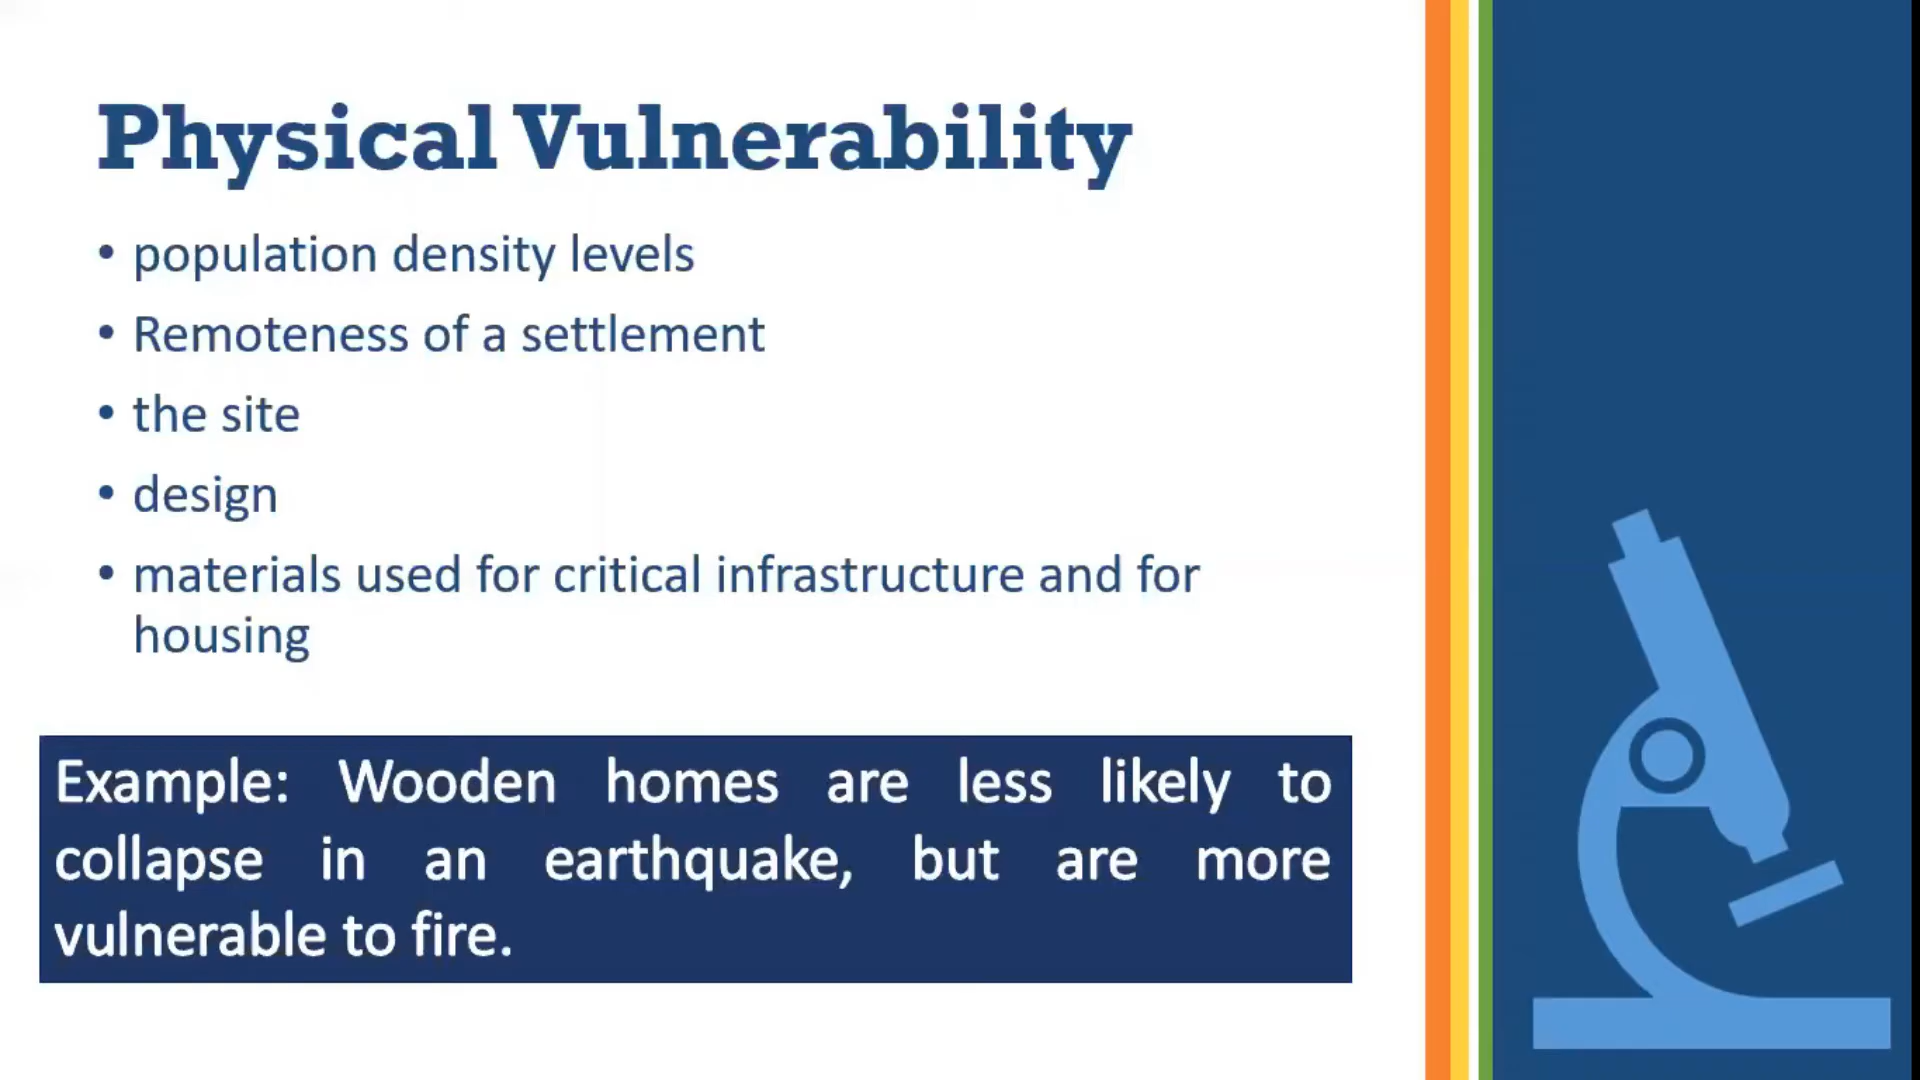 Physical Vulnerability
• population density levels
• Remoteness of a settlement
• the site
• design
• materials used for critical infrastructure and for
housing
Example: Wooden homes are less likely to
collapse in an earthquake, but are more
vulnerable to fire.